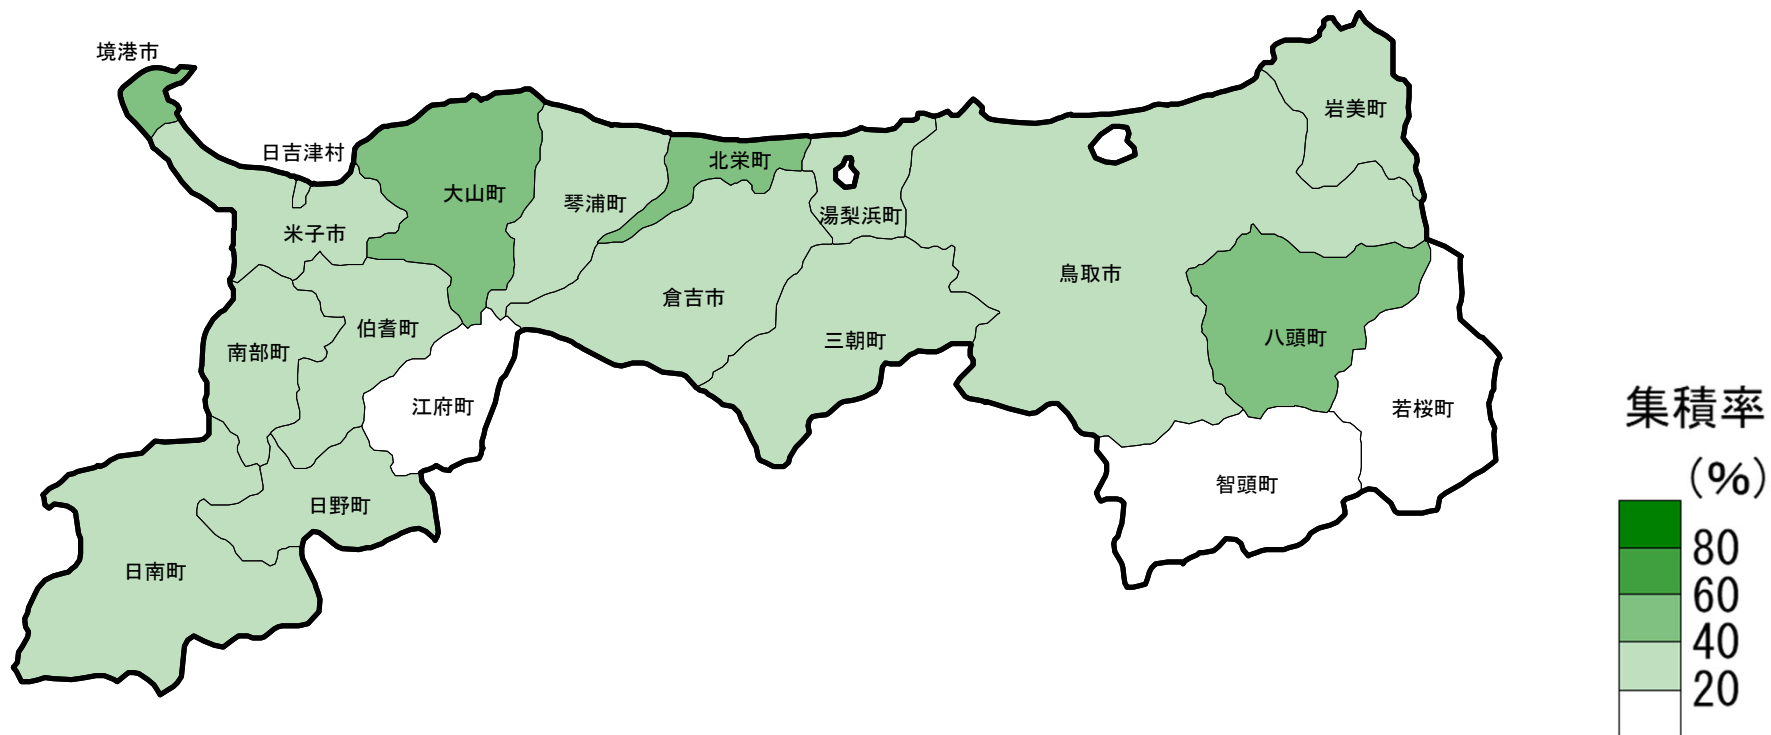 境港市
岩美町
日吉津村
北栄町
大山町
琴浦町
湯梨浜町
米子市
鳥取市
倉吉市
伯耆町
八頭町
三朝町
南部町
江府町
若桜町
智頭町
日野町
日南町
集積率
(%)
80
60
40
20